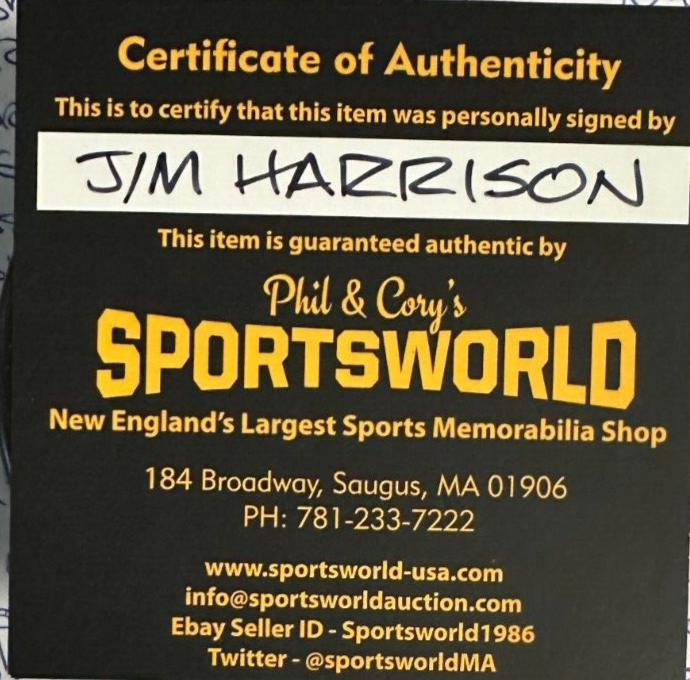 Certificate of Authenticity
This is to certify that this item was personally signed by
JIM HARRISON
This item is guaranteed authentic by
Phil & Cory's
SPORTSWORLD
New England's Largest Sports Memorabilia Shop
184 Broadway, Saugus, MA 01906
PH: 781-233-7222
www.sportsworld-usa.com
info@sportsworldauction.com
Ebay Seller ID - Sportsworld1986
Twitter - @sportsworldMA